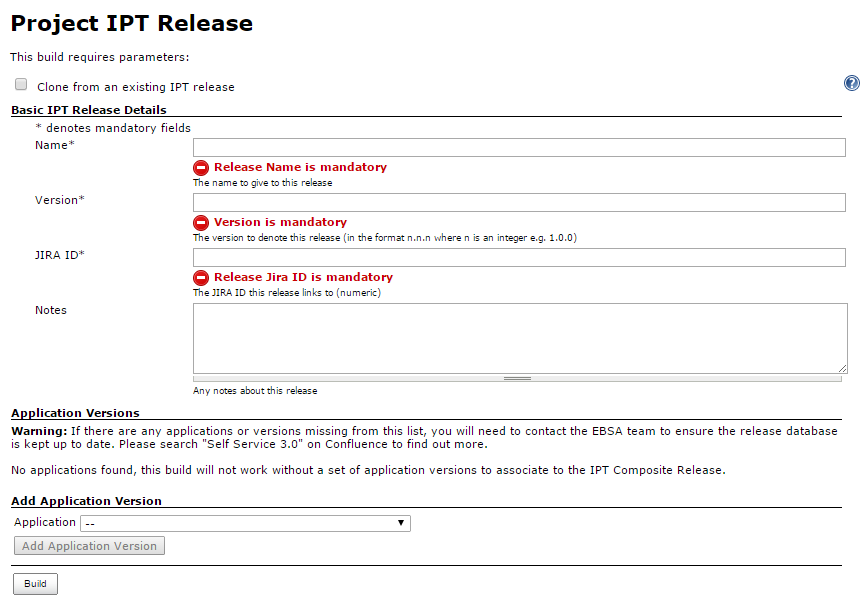 Project IPT Release
This build requires parameters:
Clone from an existing IPT release
?
Basic IPT Release Details
* denotes mandatory fields
Name*
Release Name is mandatory
The name to give to this release
Version*
Version is mandatory
The version to denote this release (in the format n.n.n where n is an integer e.g. 1.0.0)
JIRA ID*
Release Jira ID is mandatory
The JIRA ID this release links to (numeric)
Notes
Any notes about this release
Application Versions
Warning: If there are any applications or versions missing from this list, you will need to contact the EBSA team to ensure the release database
is kept up to date. Please search "Self Service 3.0" on Confluence to find out more.
No applications found, this build will not work without a set of application versions to associate to the IPT Composite Release.
Add Application Version
Application --
Add Application Version
Build